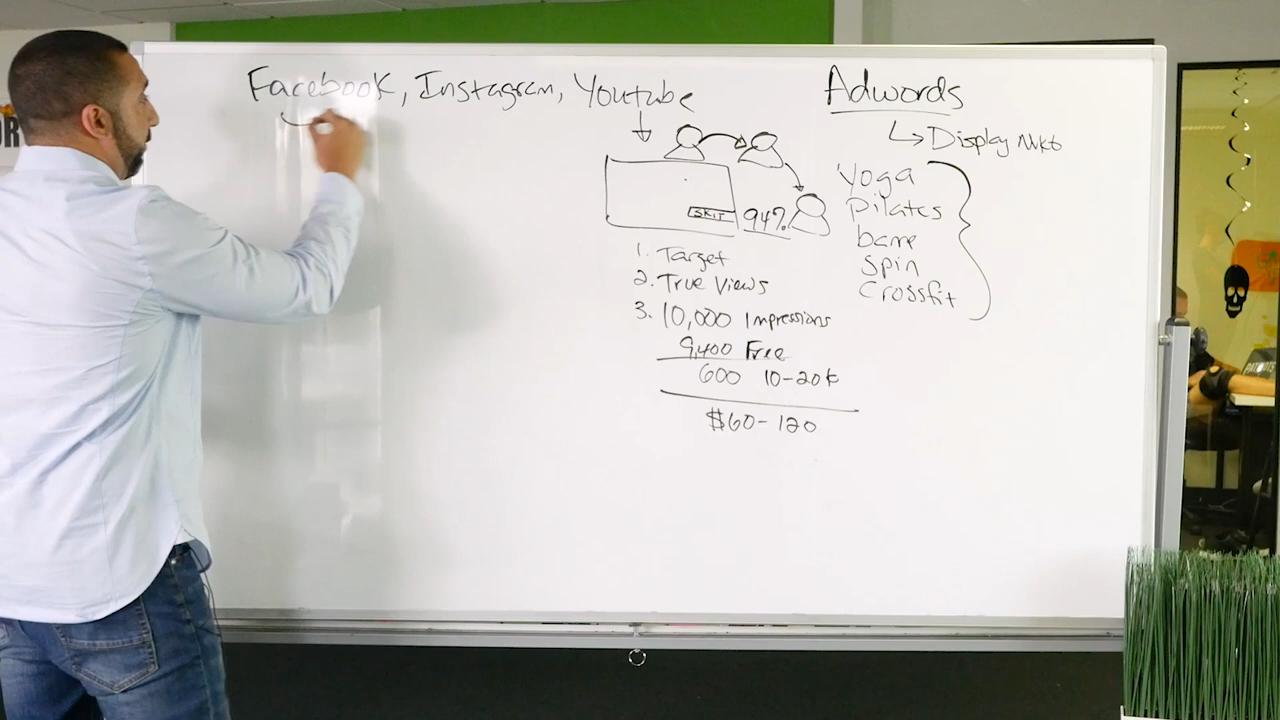 Facebook, Instagram, Youtube
SKIP
94%
1. Target
2. True Views
3. 10,000 Impressions
9,400 Free
600 10-20¢
$60-120
Adwords
Display
Yoga
Pilates
barre
Spin
Crossfit
OR